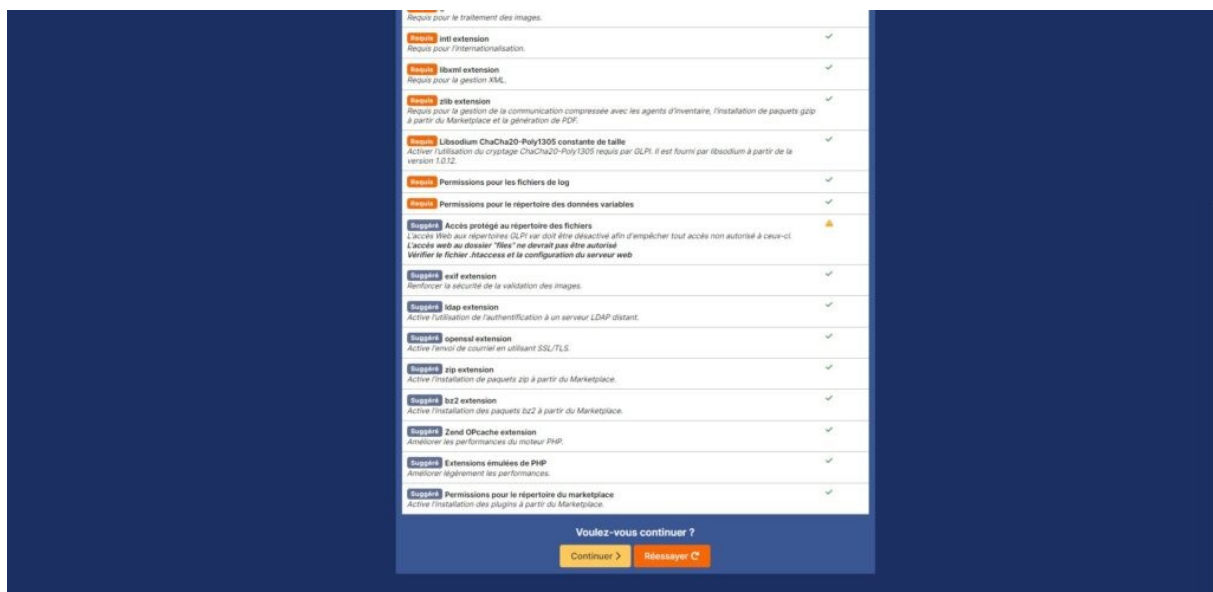 Requis
Requis pour le traitement des images.
Requis intl extension
Requis pour l'internationalisation.
Requis libxml extension
Requis pour la gestion XML.
Requis zlib extension
Requis pour la gestion de la communication compressée avec les agents d'inventaire, l'installation de paquets gzip
à partir du Marketplace et la génération de PDF.
Requis Libsodium ChaCha20-Poly1305 constante de taille
Activer l'utilisation du cryptage ChaCha20-Poly1305 requis par GLPI. Il est fourni par libsodium à partir de la
version 1.0.12.
Requis Permissions pour les fichiers de log
Requis Permissions pour le répertoire des données variables
Suggéré Accès protégé au répertoire des fichiers
L'accès Web aux répertoires GLPI var doit être désactivé afin d'empêcher tout accès non autorisé à ceux-ci.
L'accès web au dossier "files" ne devrait pas être autorisé
Vérifier le fichier .htaccess et la configuration du serveur web
Suggéré exif extension
Renforcer la sécurité de la validation des images.
Suggéré ldap extension
Active l'utilisation de l'authentification à un serveur LDAP distant.
Suggéré openssl extension
Active l'envoi de courriel en utilisant SSL/TLS.
Suggéré zip extension
Active l'installation de paquets zip à partir du Marketplace.
Suggéré bz2 extension
Active l'installation des paquets bz2 à partir du Marketplace.
Suggéré Zend OPcache extension
Améliorer les performances du moteur PHP.
Suggéré Extensions émulées de PHP
Améliorer légèrement les performances.
Suggéré Permissions pour le répertoire du marketplace
Active l'installation des plugins à partir du Marketplace.
Voulez-vous continuer ?
Continuer
Réessayer